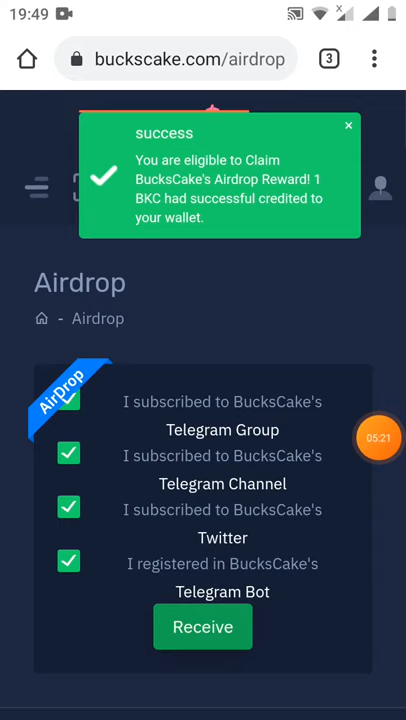 19:49
buckscake.com/airdrop
3
success
×
You are eligible to Claim
BucksCake's Airdrop Reward! 1
BKC had successful credited to
your wallet.
Airdrop
- Airdrop
AirDrop
I subscribed to BucksCake's
Telegram Group
I subscribed to BucksCake's
Telegram Channel
I subscribed to BucksCake's
Twitter
I registered in BucksCake's
Telegram Bot
Receive
05:21